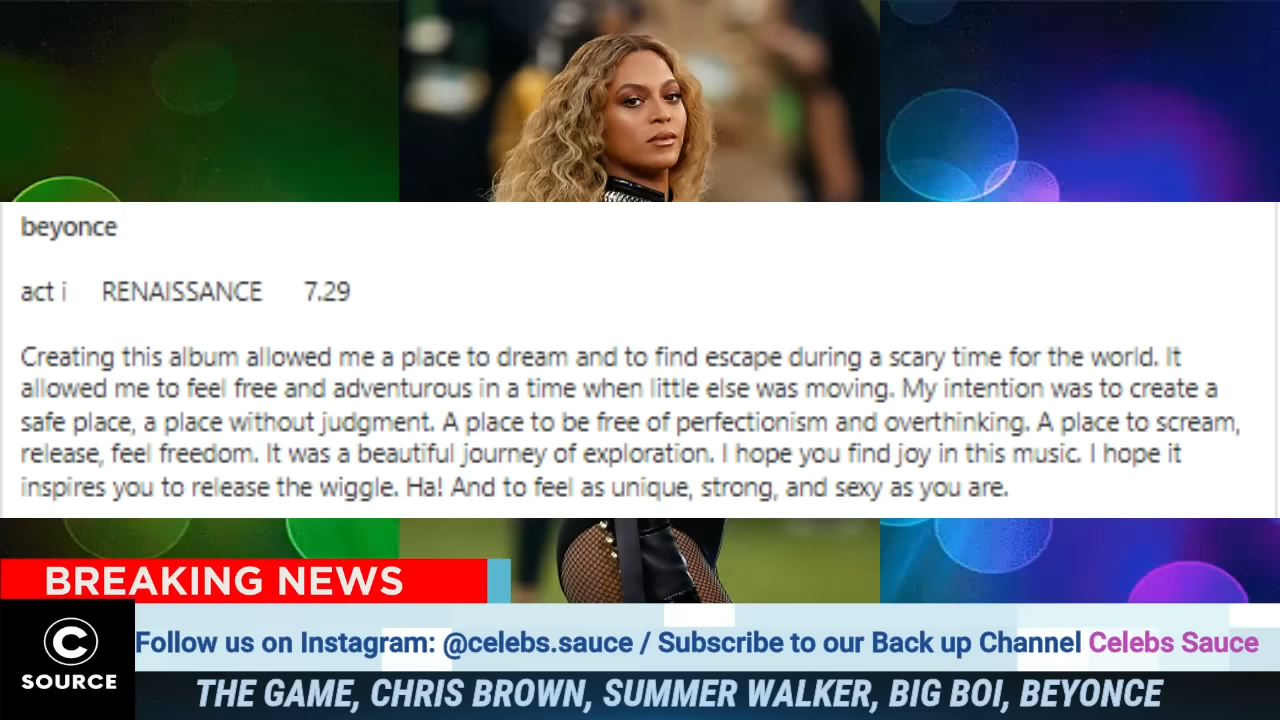 beyonce
act i RENAISSANCE 7.29
Creating this album allowed me a place to dream and to find escape during a scary time for the world. It
allowed me to feel free and adventurous in a time when little else was moving. My intention was to create a
safe place, a place without judgment. A place to be free of perfectionism and overthinking. A place to scream,
release, feel freedom. It was a beautiful journey of exploration. I hope you find joy in this music. I hope it
inspires you to release the wiggle. Ha! And to feel as unique, strong, and sexy as you are.
BREAKING NEWS
C
SOURCE
Follow us on Instagram: @celebs.sauce / Subscribe to our Back up Channel Celebs Sauce
THE GAME, CHRIS BROWN, SUMMER WALKER, BIG BOI, BEYONCE